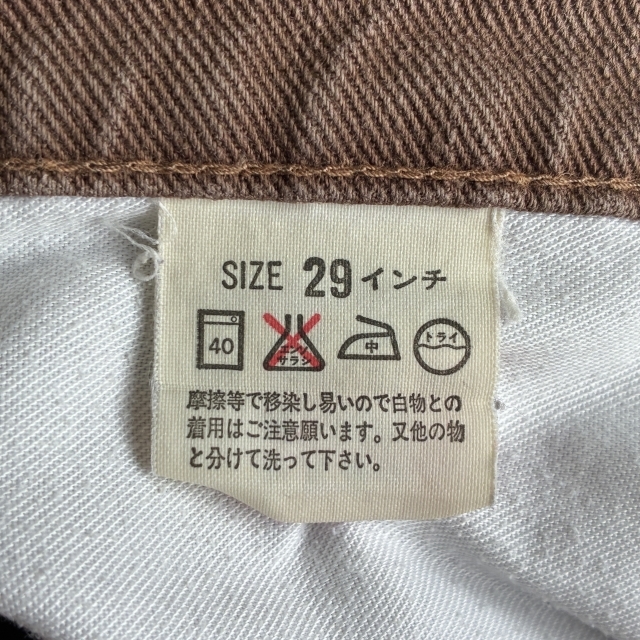 SIZE 29 インチ
40 エンソ サラシ 中 ドライ
摩擦等で移染し易いので白物との
着用はご注意願います。又他の物
と分けて洗って下さい。